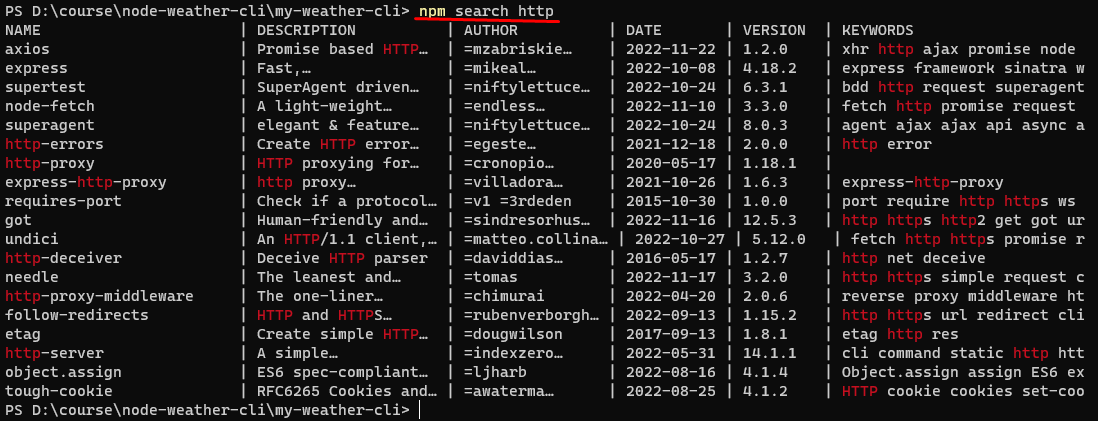 PS D:\course\node-weather-cli\my-weather-cli> npm search http
NAME | DESCRIPTION | AUTHOR | DATE | VERSION | KEYWORDS
axios | Promise based HTTP… | =mzabriskie… | 2022-11-22 | 1.2.0 | xhr http ajax promise node
express | Fast,… | =mikeal… | 2022-10-08 | 4.18.2 | express framework sinatra w
supertest | SuperAgent driven… | =niftylettuce… | 2022-10-24 | 6.3.1 | bdd http request superagent
node-fetch | A light-weight… | =endless… | 2022-11-10 | 3.3.0 | fetch http promise request
superagent | elegant & feature… | =niftylettuce… | 2022-10-24 | 8.0.3 | agent ajax ajax api async a
http-errors | Create HTTP error… | =egeste… | 2021-12-18 | 2.0.0 | http error
http-proxy | HTTP proxying for… | =cronopio… | 2020-05-17 | 1.18.1 |
express-http-proxy | http proxy… | =villadora… | 2021-10-26 | 1.6.3 | express-http-proxy
requires-port | Check if a protocol… | =v1 =3rdeden | 2015-10-30 | 1.0.0 | port require http https ws
got | Human-friendly and… | =sindresorhus… | 2022-11-16 | 12.5.3 | http https http2 get got ur
undici | An HTTP/1.1 client,… | =matteo.collina… | 2022-10-27 | 5.12.0 | fetch http https promise r
http-deceiver | Deceive HTTP parser | =daviddias… | 2016-05-17 | 1.2.7 | http net deceive
needle | The leanest and… | =tomas | 2022-11-17 | 3.2.0 | http https simple request c
http-proxy-middleware | The one-liner… | =chimurai | 2022-04-20 | 2.0.6 | reverse proxy middleware ht
follow-redirects | HTTP and HTTPS… | =rubenverborgh… | 2022-09-13 | 1.15.2 | http https url redirect cli
etag | Create simple HTTP… | =dougwilson | 2017-09-13 | 1.8.1 | etag http res
http-server | A simple… | =indexzero… | 2022-05-31 | 14.1.1 | cli command static http htt
object.assign | ES6 spec-compliant… | =ljharb | 2022-08-16 | 4.1.4 | Object.assign assign ES6 ex
tough-cookie | RFC6265 Cookies and… | =awaterma… | 2022-08-25 | 4.1.2 | HTTP cookie cookies set-coo
PS D:\course\node-weather-cli\my-weather-cli>